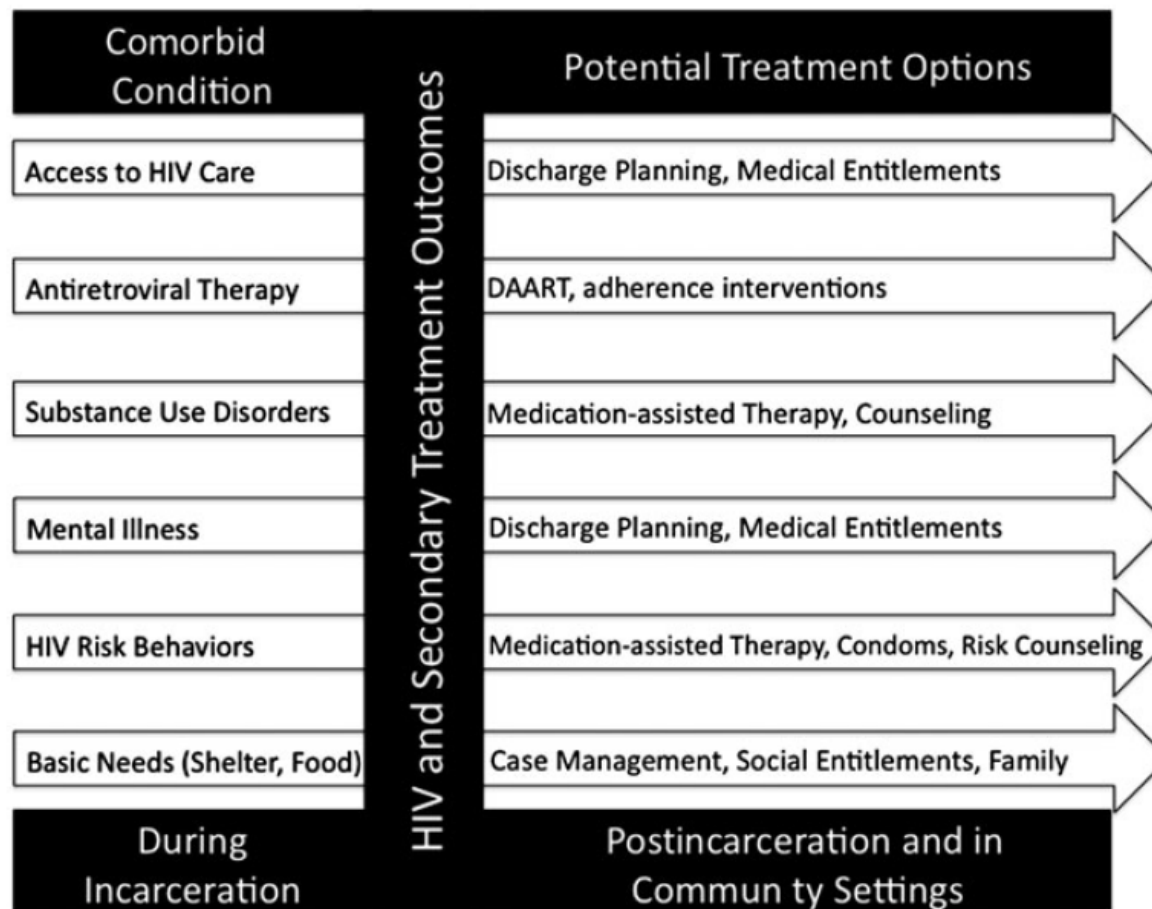 Comorbid
Condition
Potential Treatment Options
HIV and Secondary Treatment Outcomes
Access to HIV Care
Discharge Planning, Medical Entitlements
Antiretroviral Therapy
DAART, adherence interventions
Substance Use Disorders
Medication-assisted Therapy, Counseling
Mental Illness
Discharge Planning, Medical Entitlements
HIV Risk Behaviors
Medication-assisted Therapy, Condoms, Risk Counseling
Basic Needs (Shelter, Food)
Case Management, Social Entitlements, Family
During
Incarceration
Postincarceration and in
Commun ty Settings